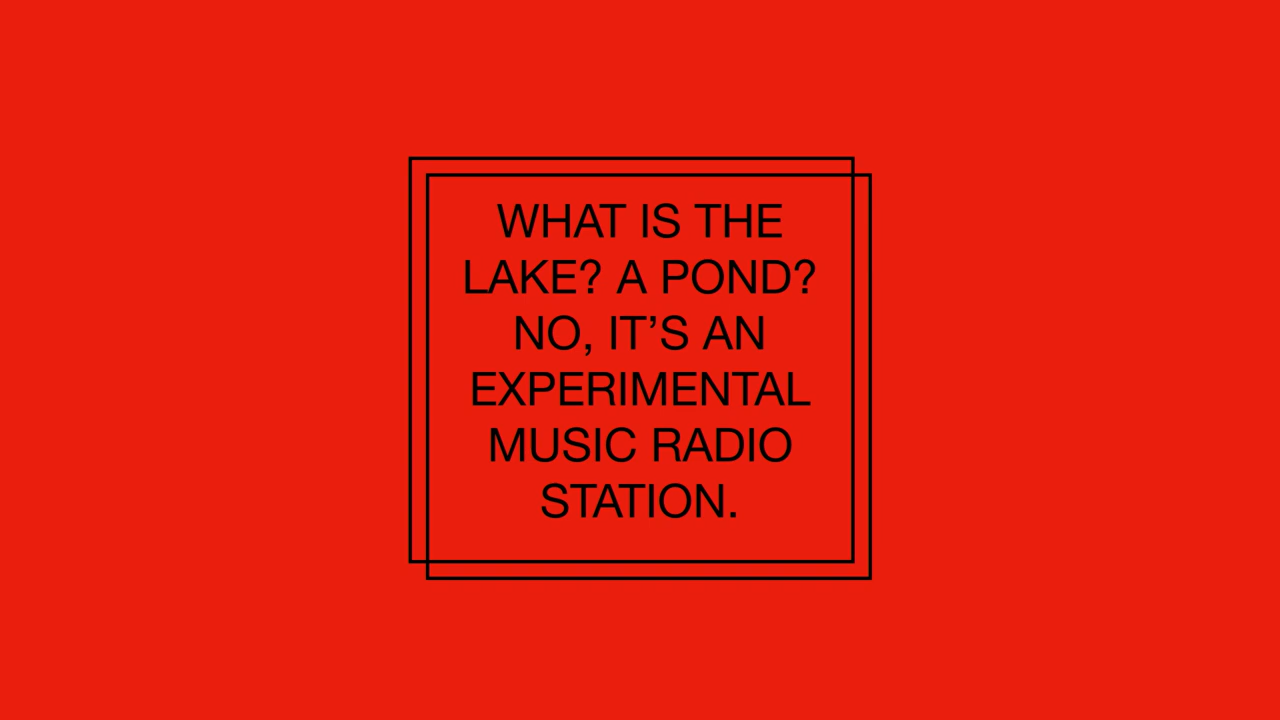 WHAT IS THE
LAKE? A POND?
NO, IT’S AN
EXPERIMENTAL
MUSIC RADIO
STATION.